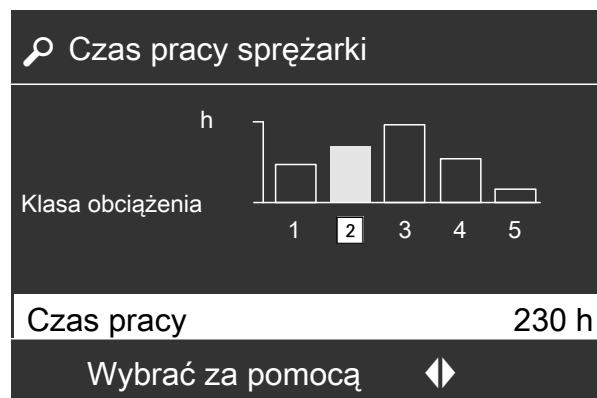 Czas pracy sprężarki
h
Klasa obciążenia
1 2 3 4 5
Czas pracy 230 h
Wybrać za pomocą